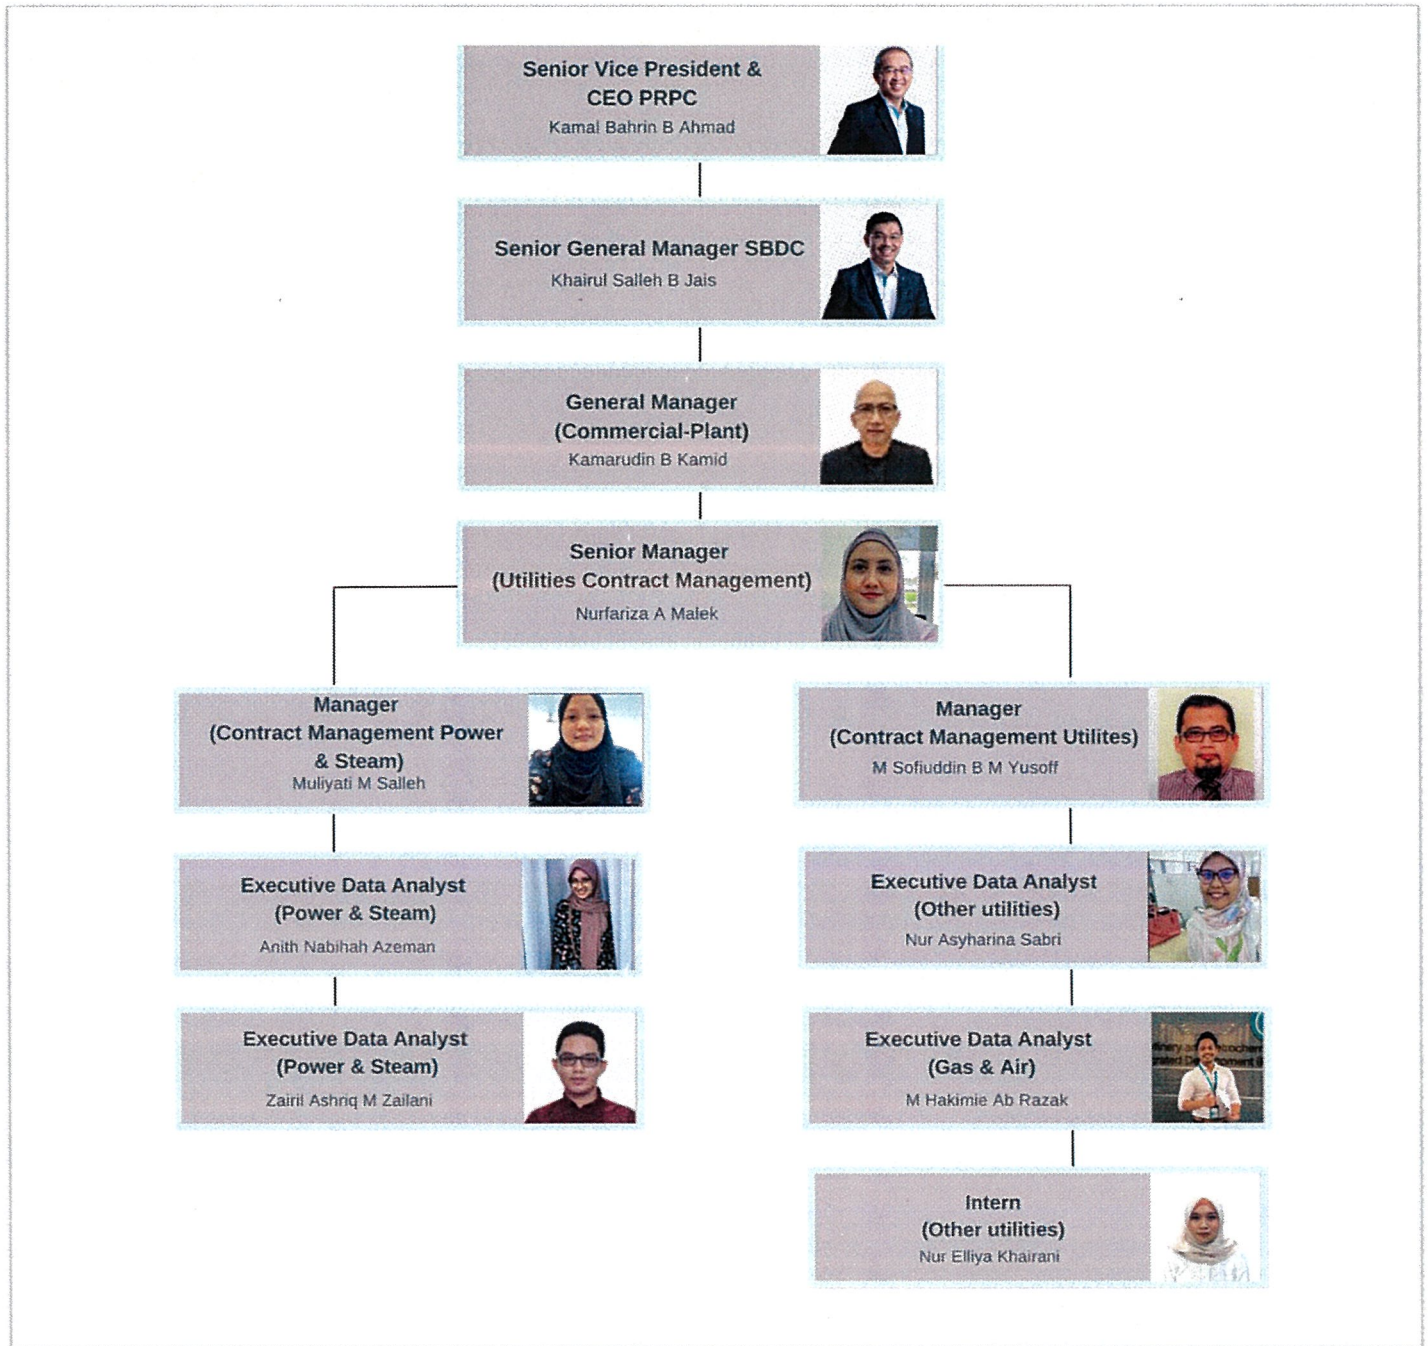 Senior Vice President &
CEO PRPC
Kamal Bahrin B Ahmad
Senior General Manager SBDC
Khairul Salleh B Jais
General Manager
(Commercial-Plant)
Kamarudin B Kamid
Senior Manager
(Utilities Contract Management)
Nurfariza A Malek
Manager
(Contract Management Power
& Steam)
Muliyati M Salleh
Executive Data Analyst
(Power & Steam)
Anith Nabihah Azeman
Executive Data Analyst
(Power & Steam)
Zairil Ashriq M Zailani
Manager
(Contract Management Utilites)
M Sofiuddin B M Yusoff
Executive Data Analyst
(Other utilities)
Nur Asyharina Sabri
Executive Data Analyst
(Gas & Air)
M Hakimie Ab Razak
Intern
(Other utilities)
Nur Elliya Khairani